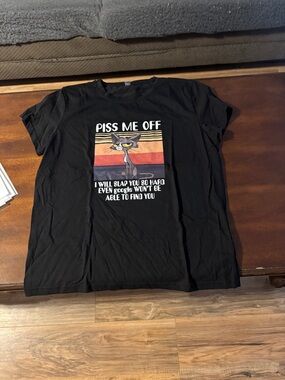 PISS ME OFF
I WILL SLAP YOU SO HARD
EVEN google WON'T BE
ABLE TO FIND YOU